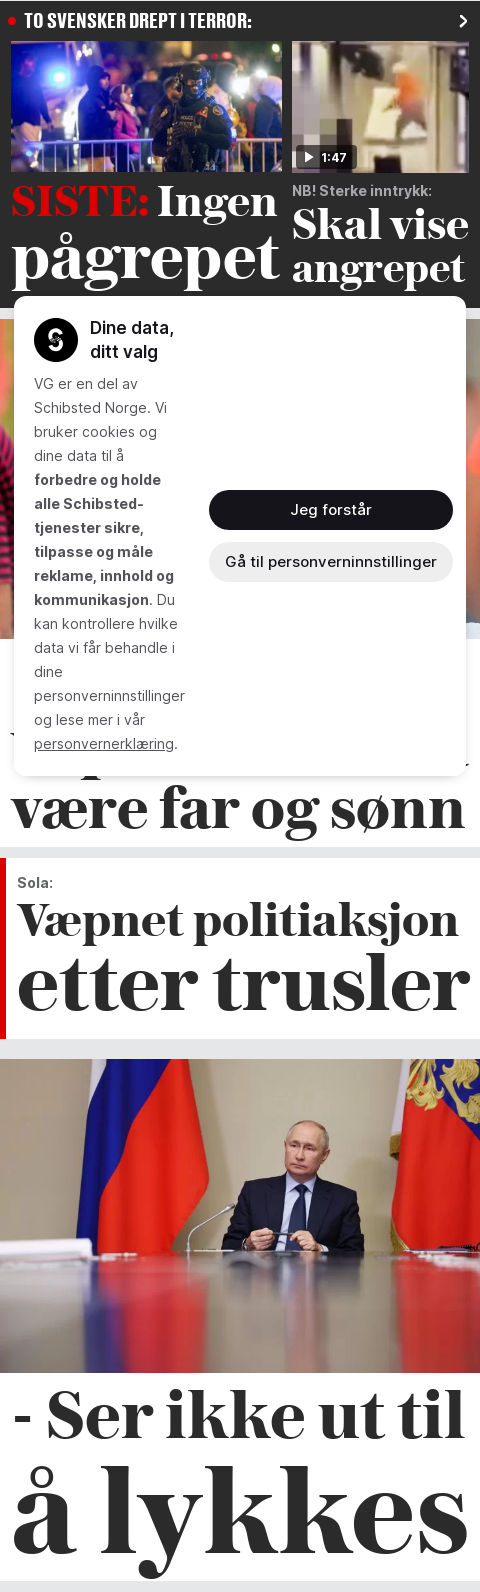 TO SVENSKER DREPT I TERROR:
SISTE: Ingen
pågrepet
1:47
NB! Sterke inntrykk:
Skal vise
angrepet
Dine data,
ditt valg
VG er en del av
Schibsted Norge. Vi
bruker cookies og
dine data til å
forbedre og holde
alle Schibsted-
tjenester sikre,
tilpasse og måle
reklame, innhold og
kommunikasjon. Du
kan kontrollere hvilke
data vi får behandle i
dine
personverninnstillinger
og lese mer i vår
personvernerklæring.
Jeg forstår
Gå til personverninnstillinger
være far og sønn
Sola:
Væpnet politiaksjon
etter trusler
- Ser ikke ut til
å lykkes